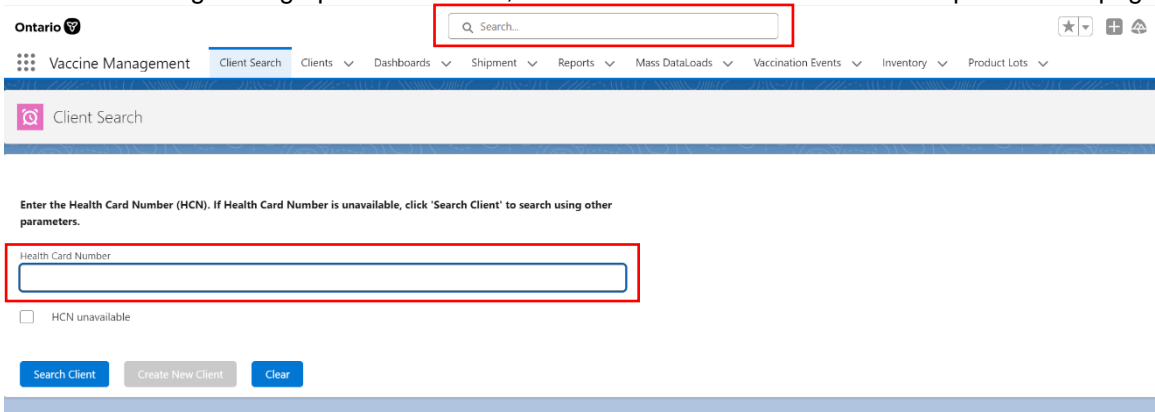 Ontario
Search...
Vaccine Management Client Search Clients Dashboards Shipment Reports Mass DataLoads Vaccination Events Inventory Product Lots
Client Search
Enter the Health Card Number (HCN). If Health Card Number is unavailable, click 'Search Client' to search using other
parameters.
Health Card Number
HCN unavailable
Search Client Create New Client Clear